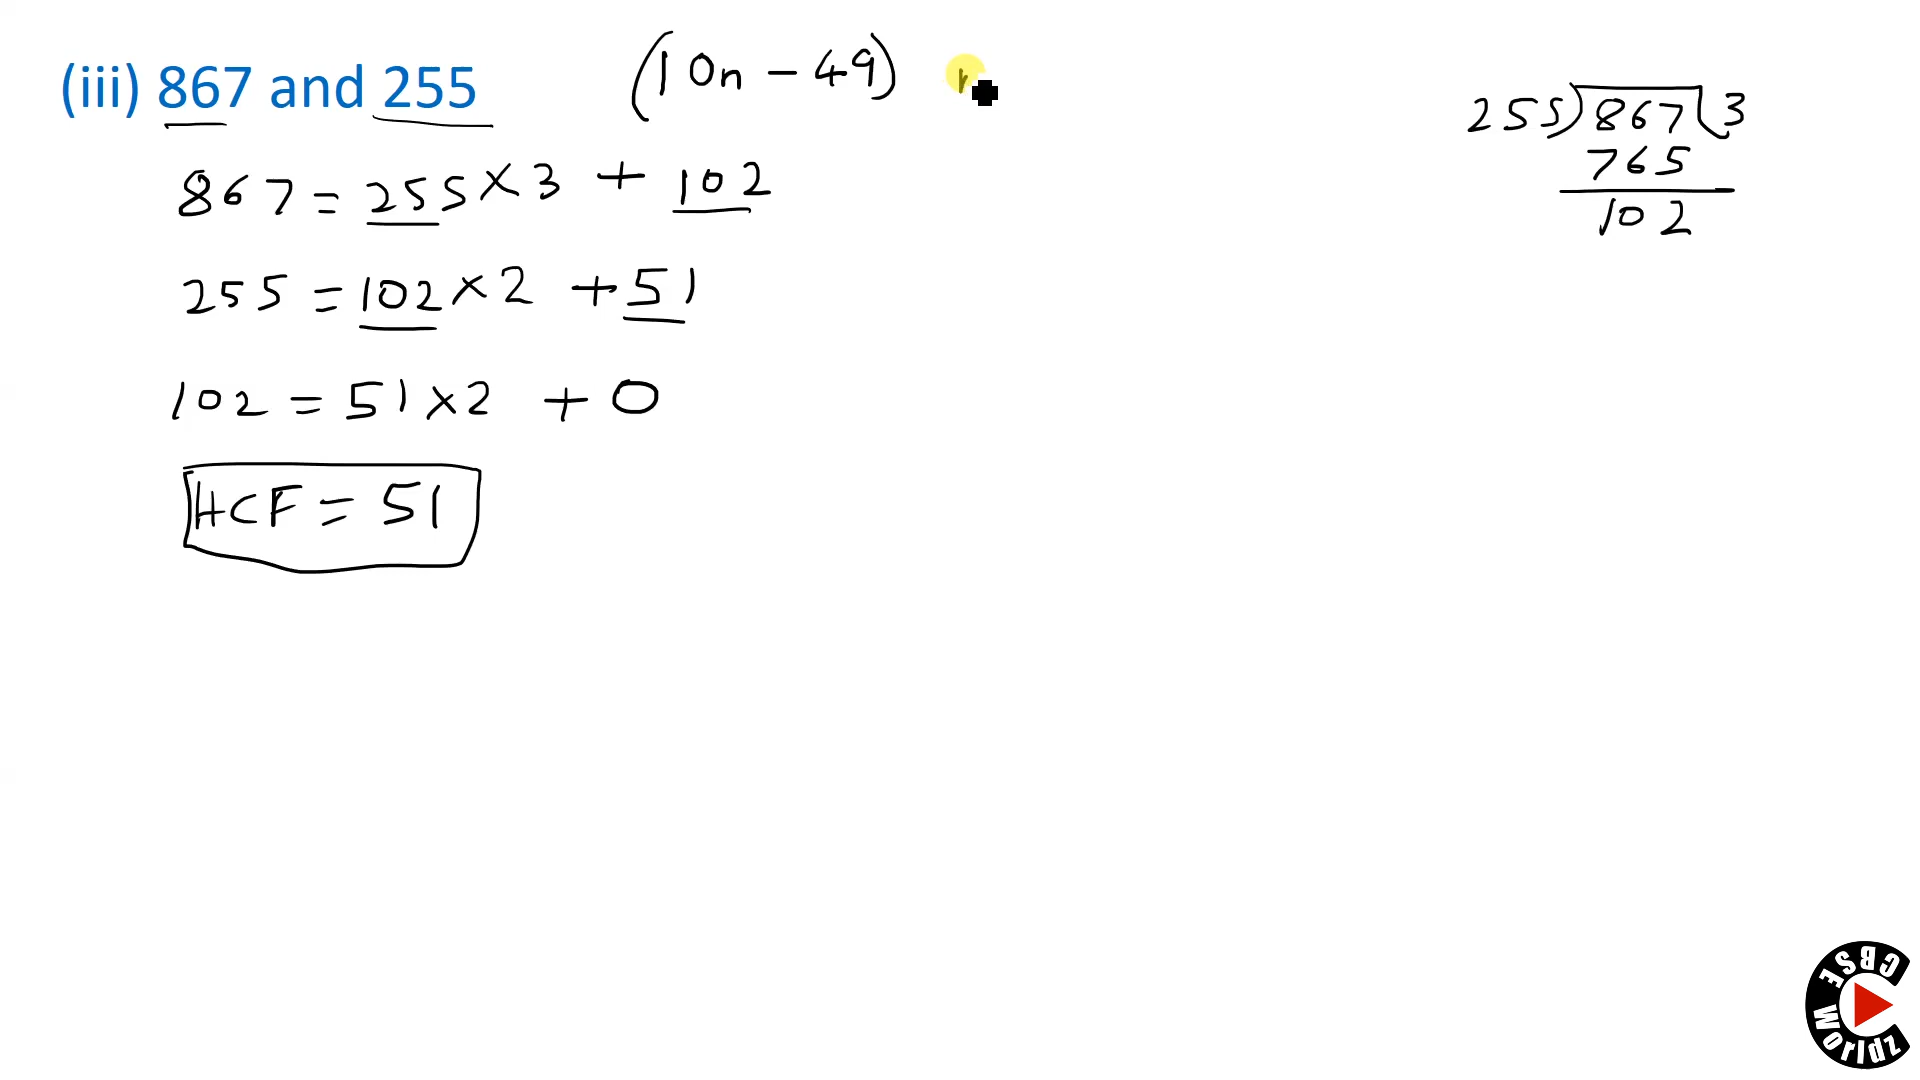 (iii) 867 and 255 (10n - 49)
867 = 255 × 3 + 102
255 = 102 × 2 + 51
102 = 51 × 2 + 0
HCF = 51
255)867(3
765
102
CBSE Worldz